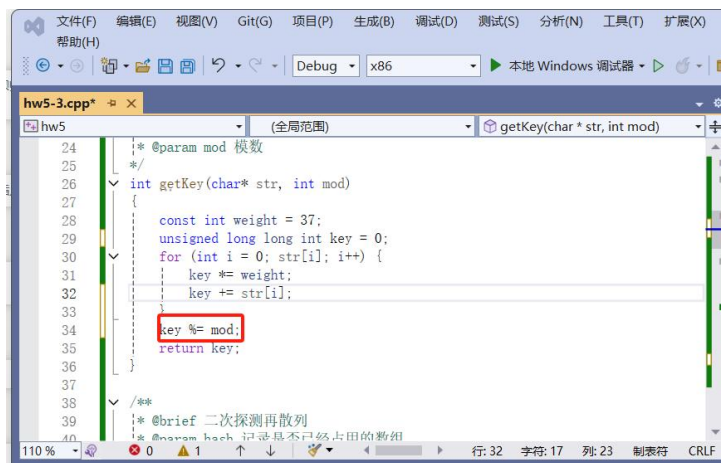 文件(F) 编辑(E) 视图(V) Git(G) 项目(P) 生成(B) 调试(D) 测试(S) 分析(N) 工具(T) 扩展(X)
帮助(H)
Debug x86 本地 Windows 调试器
hw5-3.cpp*
hw5 (全局范围) getKey(char * str, int mod)
24 * @param mod 模数
25 */
26 int getKey(char* str, int mod)
27 {
28 const int weight = 37;
29 unsigned long long int key = 0;
30 for (int i = 0; str[i]; i++) {
31 key *= weight;
32 key += str[i];
33 }
34 key %= mod;
35 return key;
36 }
37
38 /**
39 * @brief 二次探测再散列
40 * @param hash 记录是否已经占用的数组
110 % 0 1 行: 32 字符: 17 列: 23 制表符 CRLF